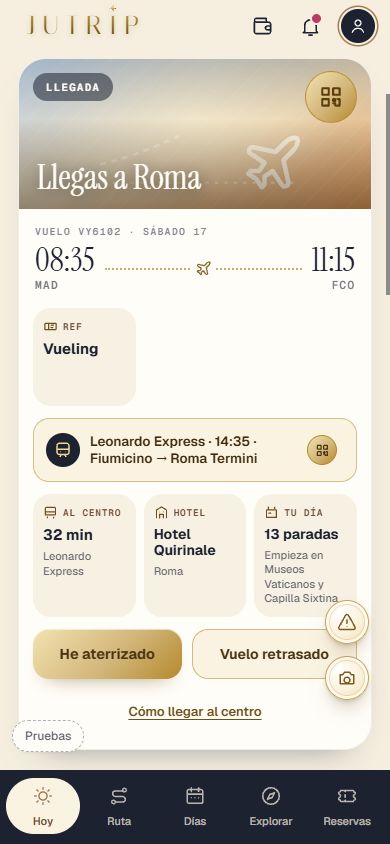 JUTRIP
LLEGADA
Llegas a Roma
VUELO VY6102 · SÁBADO 17
08:35
11:15
MAD
FCO
REF
Vueling
Leonardo Express · 14:35 ·
Fiumicino → Roma Termini
AL CENTRO
32 min
Leonardo
Express
HOTEL
Hotel
Quirinale
Roma
TU DÍA
13 paradas
Empieza en
Museos
Vaticanos y
Capilla Sixtina
He aterrizado
Vuelo retrasado
Cómo llegar al centro
Pruebas
Hoy
Ruta
Días
Explorar
Reservas